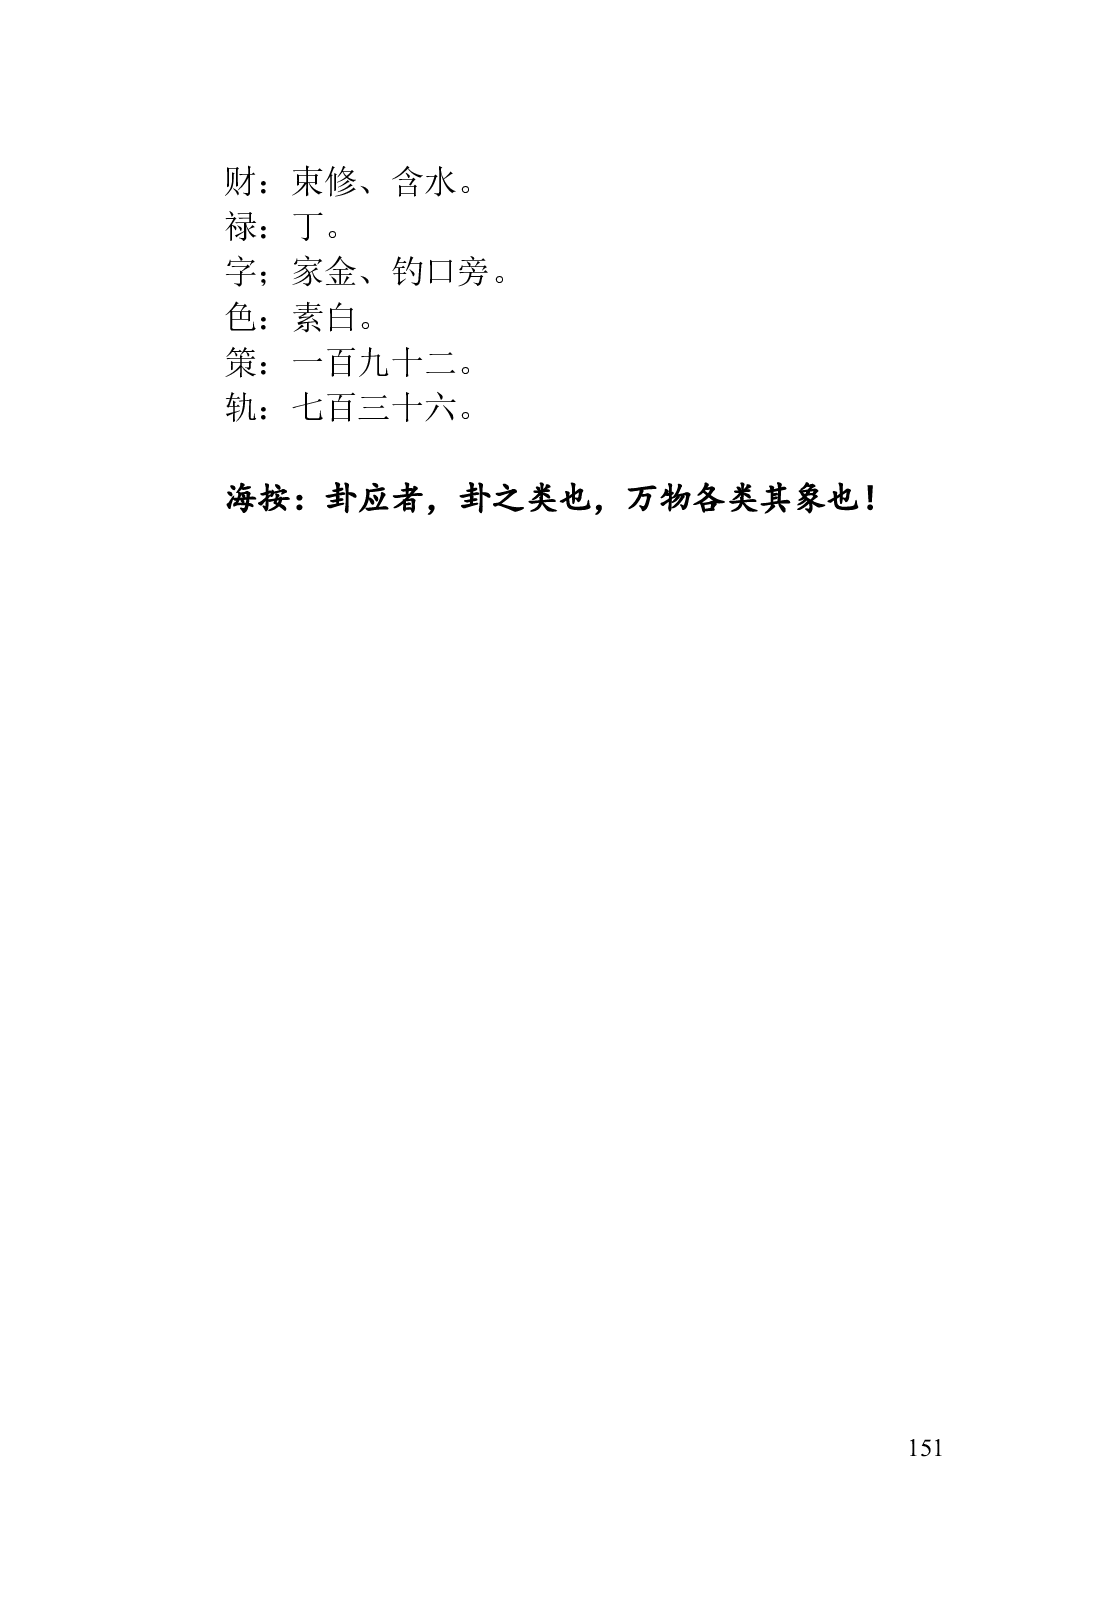 财：束修、含水。
禄：丁。
字；家金、钓口旁。
色：素白。
策：一百九十二。
轨：七百三十六。
海按：卦应者，卦之类也，万物各类其象也！
151